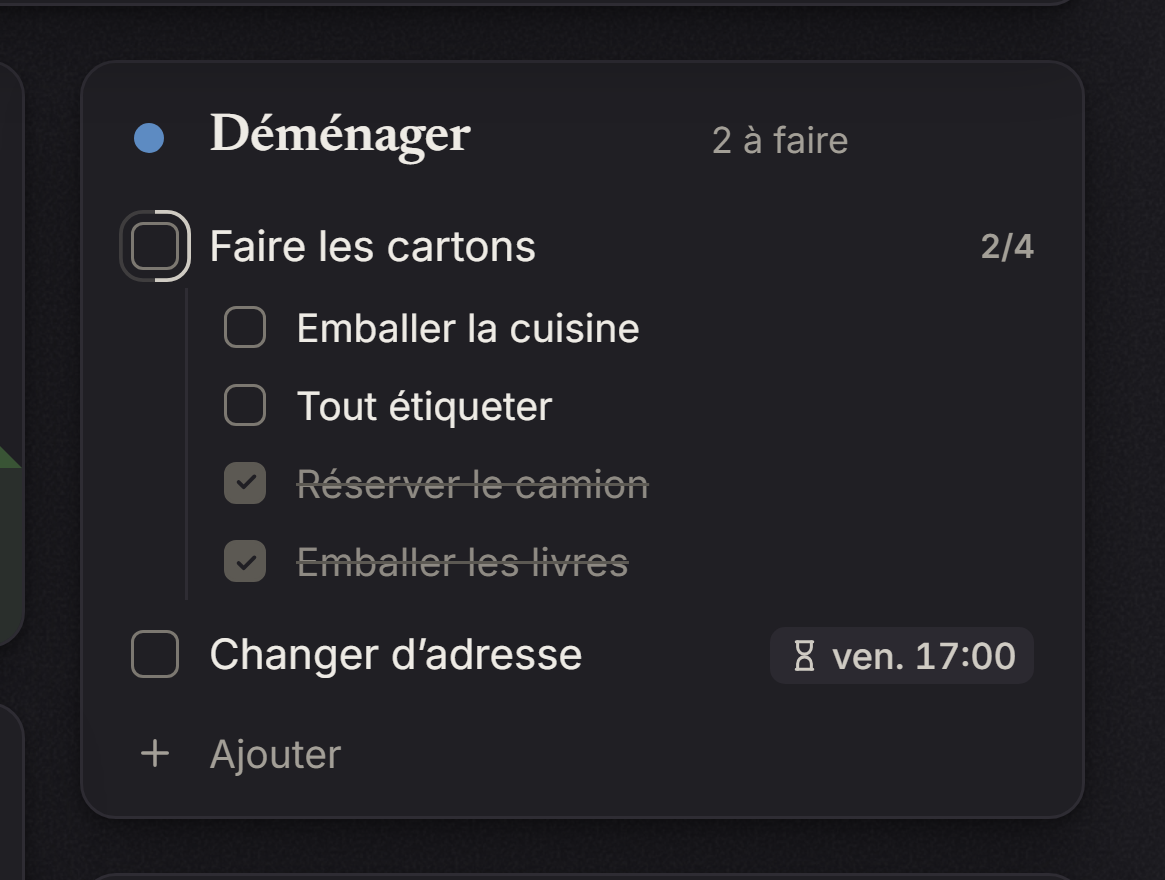 Déménager
2 à faire
Faire les cartons
2/4
Emballer la cuisine
Tout étiqueter
Réserver le camion
Emballer les livres
Changer d’adresse
ven. 17:00
Ajouter